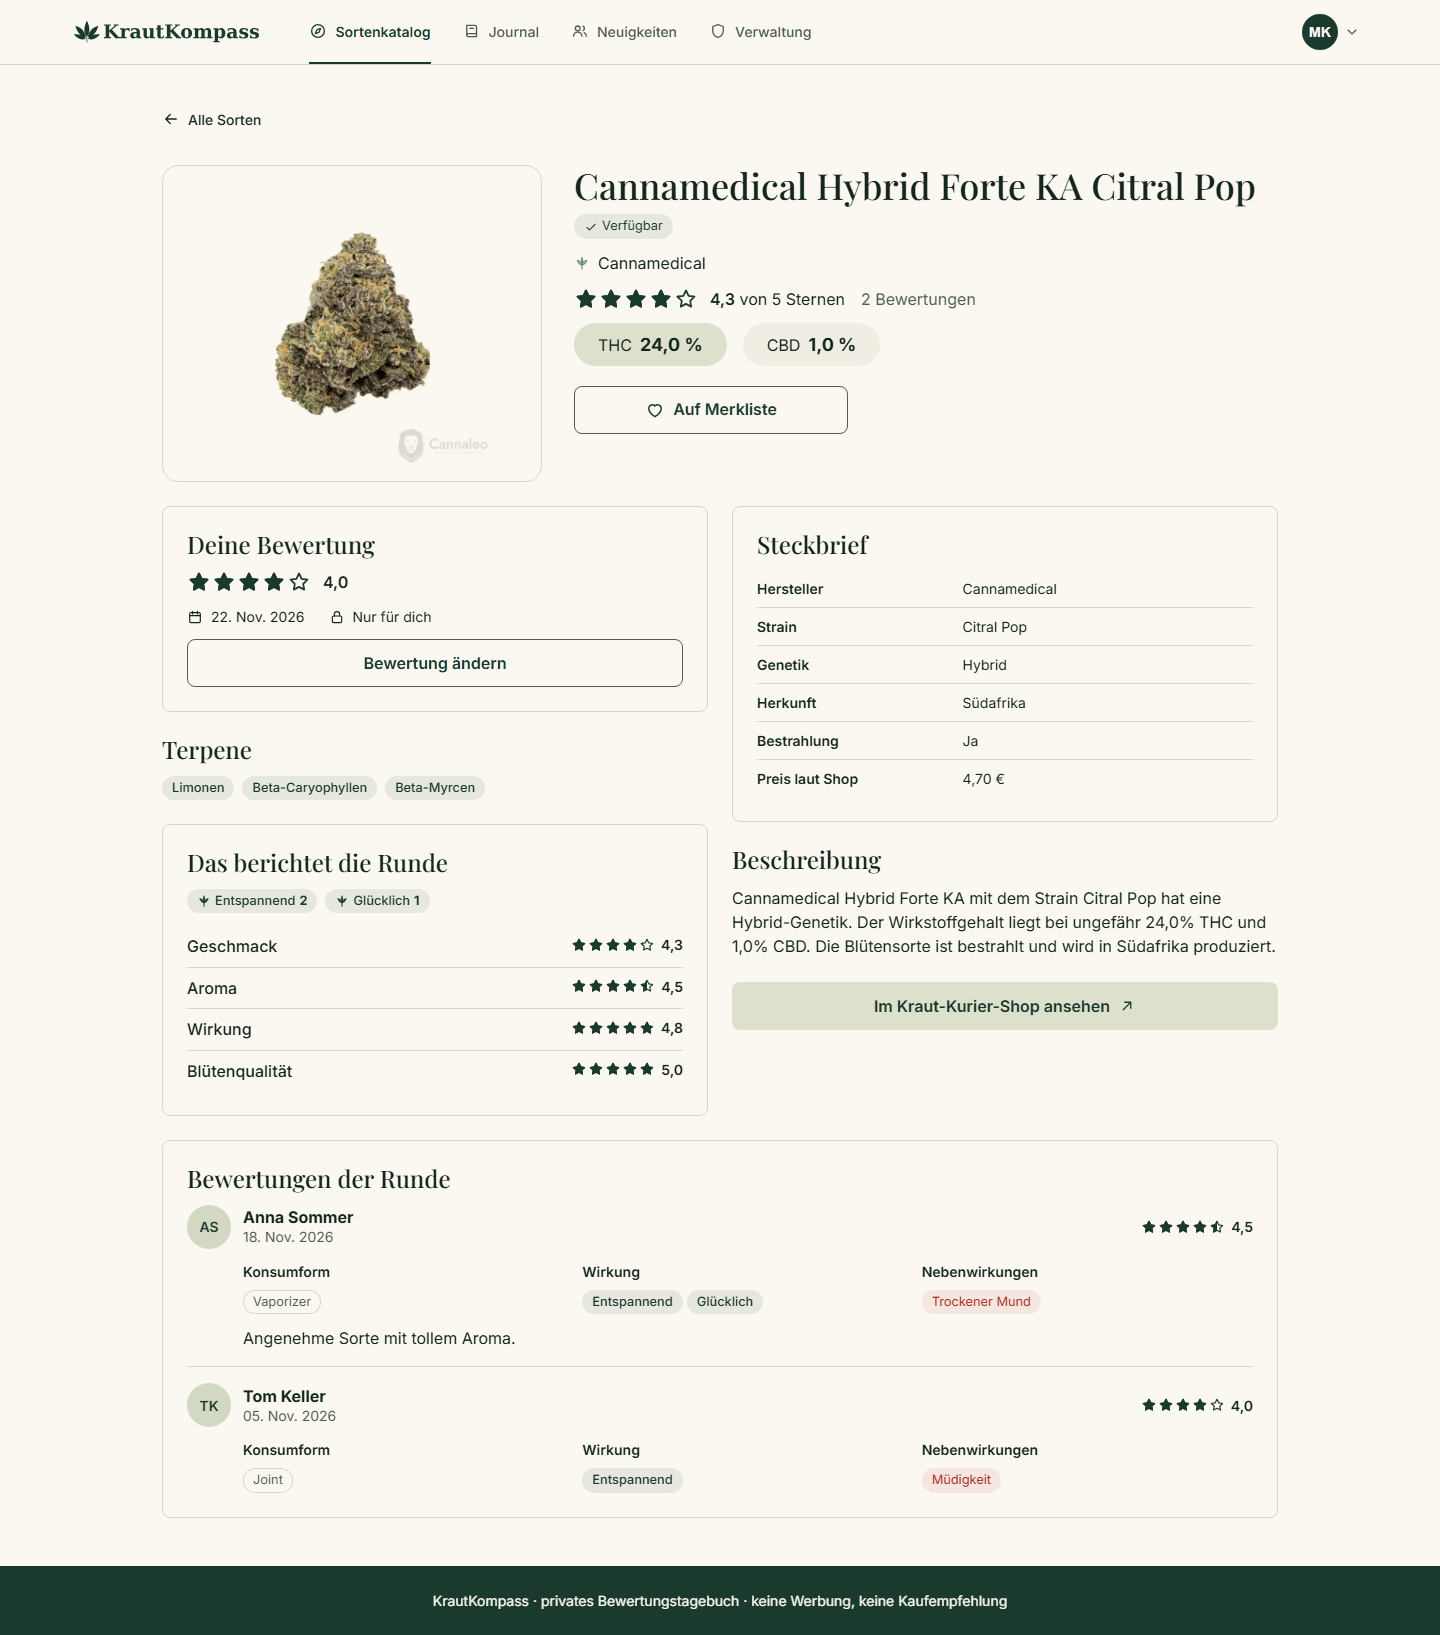 KrautKompass
Sortenkatalog
Journal
Neuigkeiten
Verwaltung
MK
Alle Sorten
Cannamedical Hybrid Forte KA Citral Pop
Verfügbar
Cannamedical
4,3 von 5 Sternen 2 Bewertungen
THC 24,0 %
CBD 1,0 %
Auf Merkliste
Cannaleo
Deine Bewertung
4,0
22. Nov. 2026
Nur für dich
Bewertung ändern
Terpene
Limonen
Beta-Caryophyllen
Beta-Myrcen
Das berichtet die Runde
Entspannend 2
Glücklich 1
Geschmack 4,3
Aroma 4,5
Wirkung 4,8
Blütenqualität 5,0
Steckbrief
Hersteller Cannamedical
Strain Citral Pop
Genetik Hybrid
Herkunft Südafrika
Bestrahlung Ja
Preis laut Shop 4,70 €
Beschreibung
Cannamedical Hybrid Forte KA mit dem Strain Citral Pop hat eine
Hybrid-Genetik. Der Wirkstoffgehalt liegt bei ungefähr 24,0% THC und
1,0% CBD. Die Blütensorte ist bestrahlt und wird in Südafrika produziert.
Im Kraut-Kurier-Shop ansehen
Bewertungen der Runde
AS
Anna Sommer
18. Nov. 2026
4,5
Konsumform
Vaporizer
Wirkung
Entspannend
Glücklich
Nebenwirkungen
Trockener Mund
Angenehme Sorte mit tollem Aroma.
TK
Tom Keller
05. Nov. 2026
4,0
Konsumform
Joint
Wirkung
Entspannend
Nebenwirkungen
Müdigkeit
KrautKompass · privates Bewertungstagebuch · keine Werbung, keine Kaufempfehlung